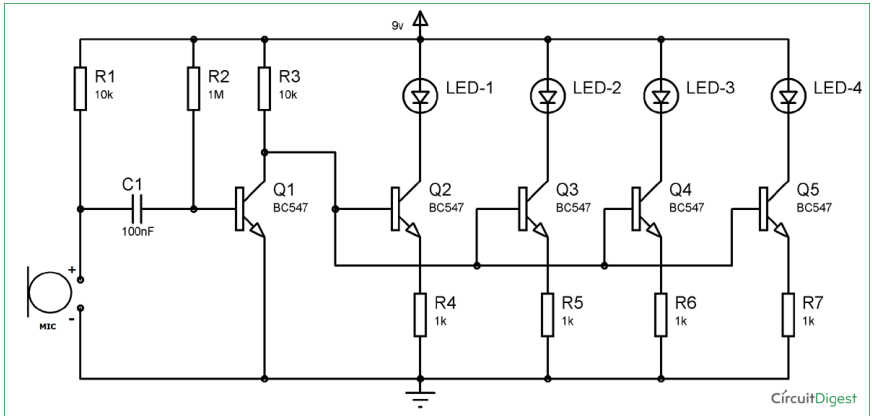 9v
R1
10k
R2
1M
R3
10k
LED-1
LED-2
LED-3
LED-4
C1
100nF
Q1
BC547
Q2
BC547
Q3
BC547
Q4
BC547
Q5
BC547
+
-
MIC
R4
1k
R5
1k
R6
1k
R7
1k
CircuitDigest